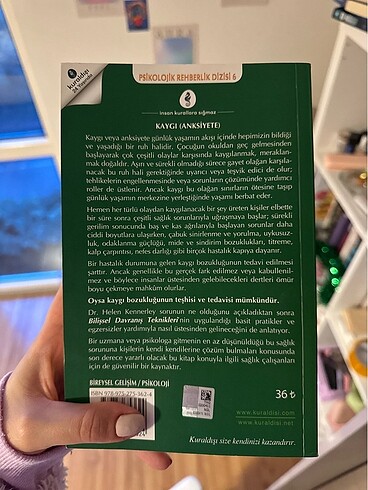 kuraldışı
24 Yaşında
PSİKOLOJİK REHBERLİK DİZİSİ 6
insan kurallara sığmaz
KAYGI (ANKSİYETE)
Kaygı veya anksiyete günlük yaşamın akışı içinde hepimizin bildiği
ve yaşadığı bir ruh halidir. Çocuğun okuldan geç gelmesinden
başlayarak çok çeşitli olaylar karşısında kaygılanmak, meraklan-
mak doğaldır. Aşırı ve sürekli olmadığı sürece gayet olağan karşıla-
nacak bu ruh hali gerektiğinde uyarıcı veya teşvik edici de olur;
tehlikelerin engellenmesinde veya sorunların çözümünde yardımcı
roller de üstlenir. Ancak kaygı bu olağan sınırların ötesine taşıp
günlük yaşamın merkezine yerleştiğinde yaşamı berbat eder.
Hemen her türlü olaydan kaygılanacak bir şey üreten kişiler elbette
bir süre sonra çeşitli sağlık sorunlarıyla uğraşmaya başlar; sürekli
gerilim sonucunda baş ve kas ağrılarıyla başlayan sorunlar daha
ciddi boyutlara ulaşırken, çabuk sinirlenme ve yorulma, uykusuz-
luk, odaklanma güçlüğü, mide ve sindirim bozuklukları, titreme,
kalp çarpıntısı, nefes darlığı gibi birçok hastalık kapıya dayanır.
Bir hastalık durumuna gelen kaygı bozukluğunun tedavi edilmesi
şarttır. Ancak genellikle bu gerçek fark edilmez veya kabullenil-
mez ve böylece insanlar üstesinden gelebilecekleri dertleri ömür
boyu çekmeye mahkûm olurlar.
Oysa kaygı bozukluğunun teşhisi ve tedavisi mümkündür.
Dr. Helen Kennerley sorunun ne olduğunu açıkladıktan sonra
Bilişsel Davranış Teknikleri'nin uygulandığı basit pratikler ve
egzersizler yardımıyla nasıl üstesinden gelineceğini de anlatıyor.
Bir uzmana veya psikologa gitmenin en az düşünüldüğü bu sağlık
sorununa kişilerin kendi kendilerine çözüm bulmaları konusunda
son derece yararlı olacak bu kitap konuyla ilgili sağlık çalışanları
için de güvenilir bir kaynaktır.
BİREYSEL GELİŞİM / PSİKOLOJİ
ISBN 978-975-275-362-4
36 ₺
www.kuraldisi.com
www.kuraldisi.net
Kuraldışı size kendinizi kazandırır.